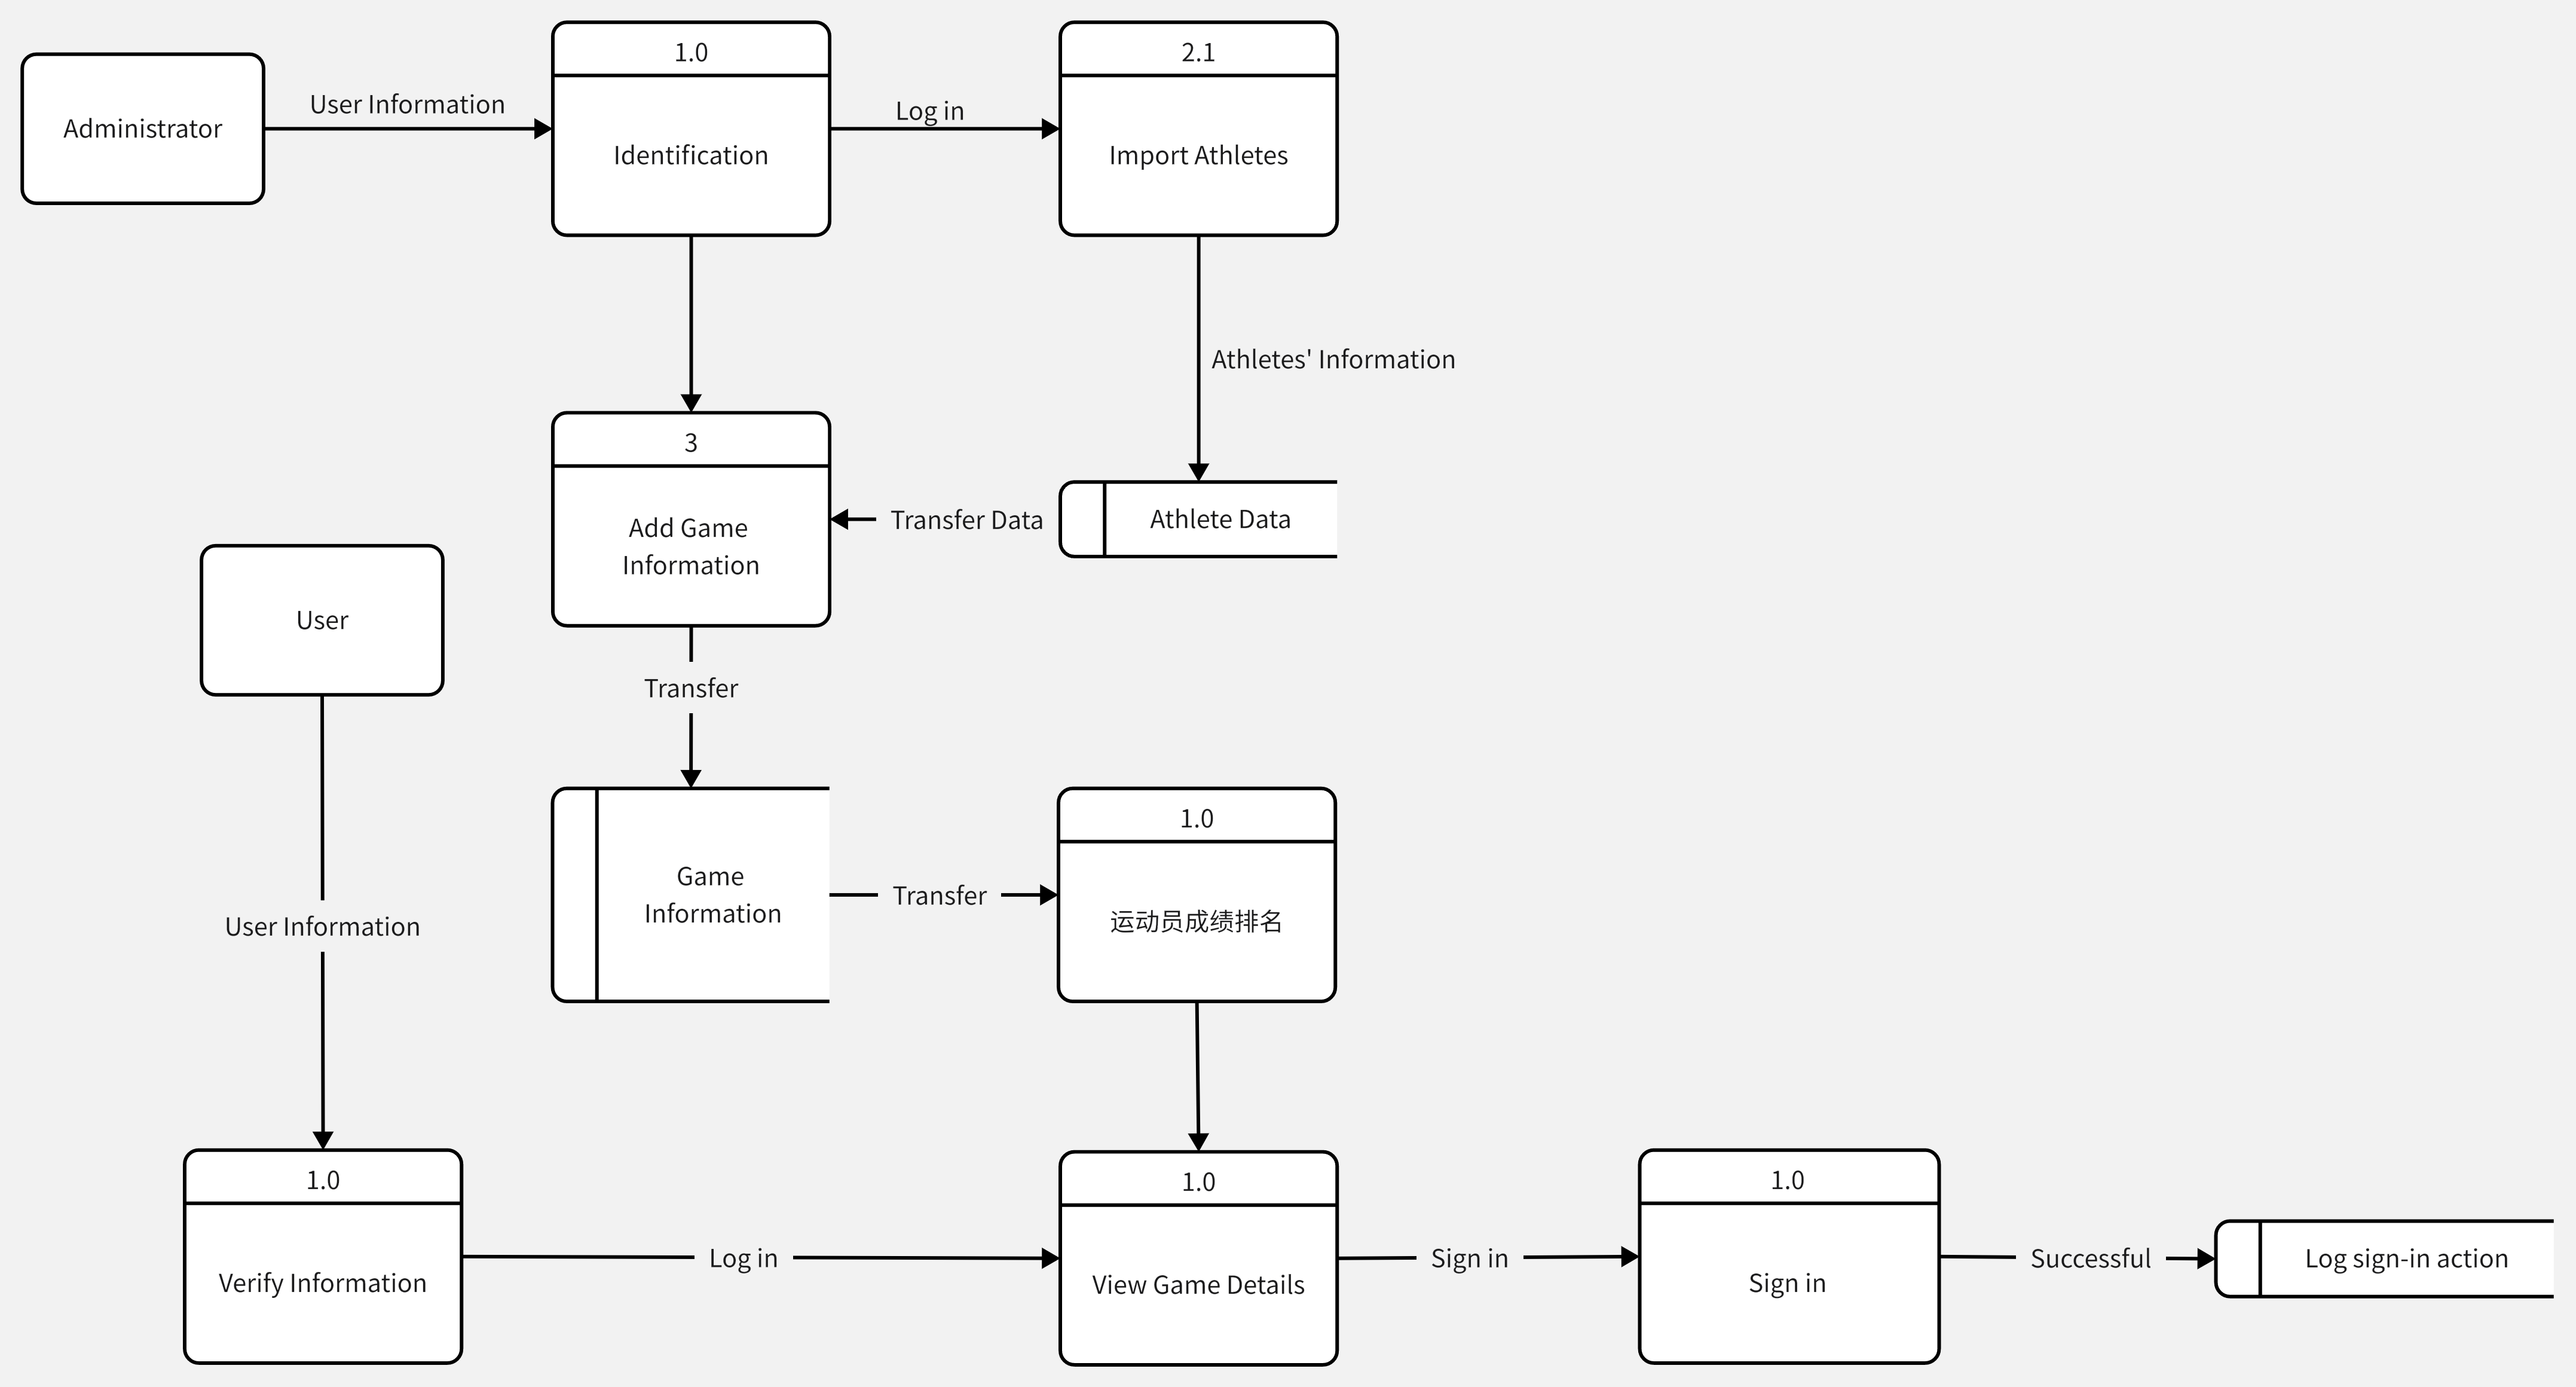 Administrator
User Information
1.0
Identification
Log in
2.1
Import Athletes
Athletes' Information
3
Add Game
Information
Transfer Data
Athlete Data
User
Transfer
Game
Information
Transfer
1.0
运动员成绩排名
User Information
1.0
Verify Information
Log in
1.0
View Game Details
Sign in
1.0
Sign in
Successful
Log sign-in action